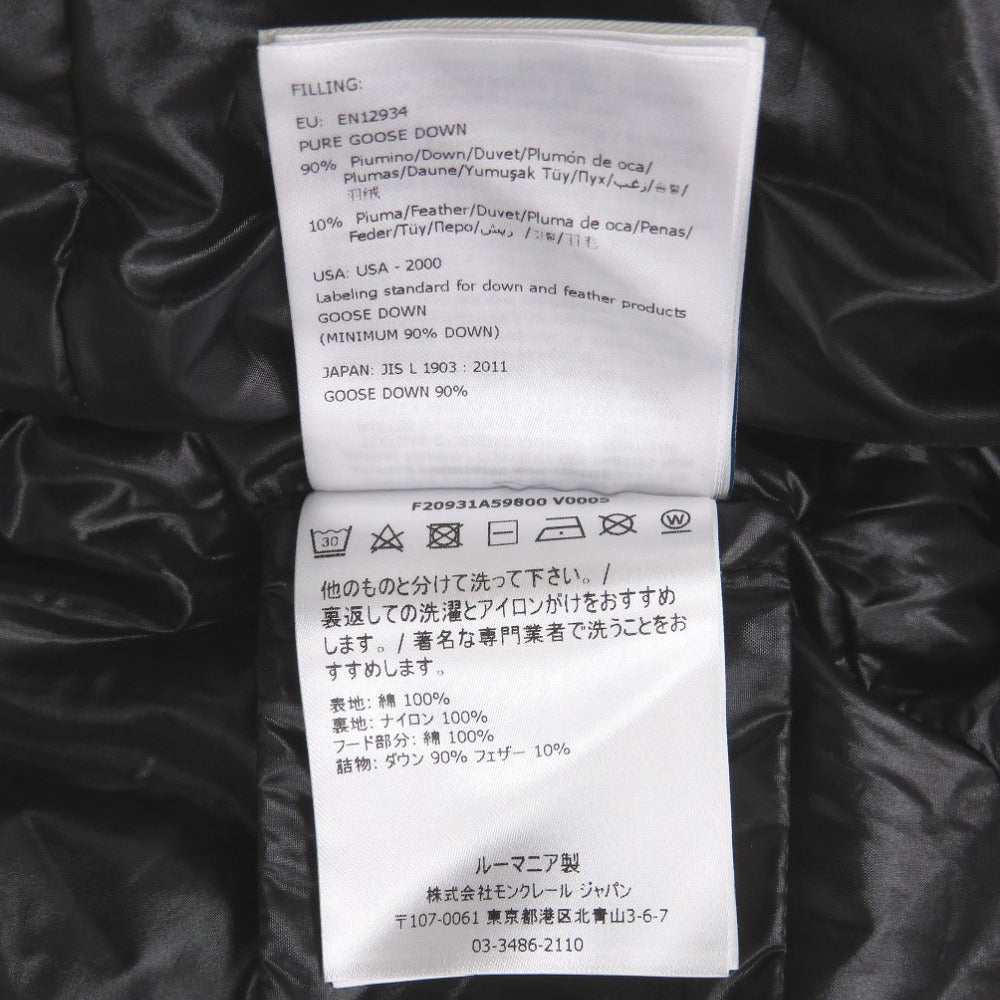 FILLING:
EU: EN12934
PURE GOOSE DOWN
90% Piumino/Down/Duvet/Plumón de oca/
Plumas/Daune/Yumuşak Tüy/Пух/زغب/솜털/
羽绒
10% Piuma/Feather/Duvet/Pluma de oca/Penas/
Feder/Tüy/Перо/ريش /깃털/羽毛
USA: USA - 2000
Labeling standard for down and feather products
GOOSE DOWN
(MINIMUM 90% DOWN)
JAPAN: JIS L 1903 : 2011
GOOSE DOWN 90%
F20931A59800 V0005
30 W
他のものと分けて洗って下さい。/
裏返しての洗濯とアイロンがけをおすすめ
します。/ 著名な専門業者で洗うことをお
すすめします。
表地: 綿 100%
裏地: ナイロン 100%
フード部分: 綿 100%
詰物: ダウン 90% フェザー 10%
ルーマニア製
株式会社モンクレール ジャパン
〒107-0061 東京都港区北青山3-6-7
03-3486-2110